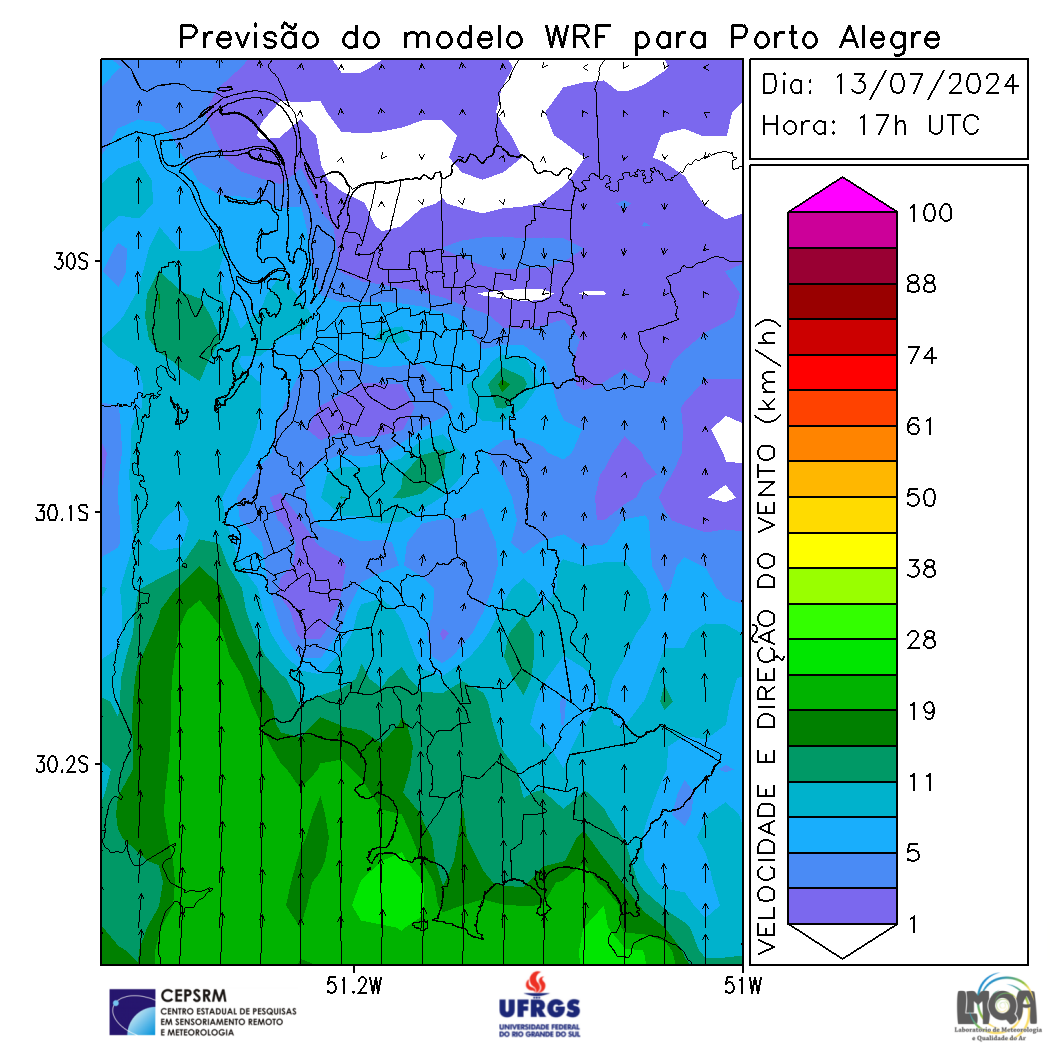 Previsão do modelo WRF para Porto Alegre
Dia: 13/07/2024
Hora: 17h UTC
30S
30.1S
30.2S
51.2W
51W
VELOCIDADE E DIREÇÃO DO VENTO (km/h)
100
88
74
61
50
38
28
19
11
5
1
CEPSRM
CENTRO ESTADUAL DE PESQUISAS
EM SENSORIAMENTO REMOTO
E METEOROLOGIA
UFRGS
UNIVERSIDADE FEDERAL
DO RIO GRANDE DO SUL
LMQA
Laboratório de Meteorologia
e Qualidade do Ar